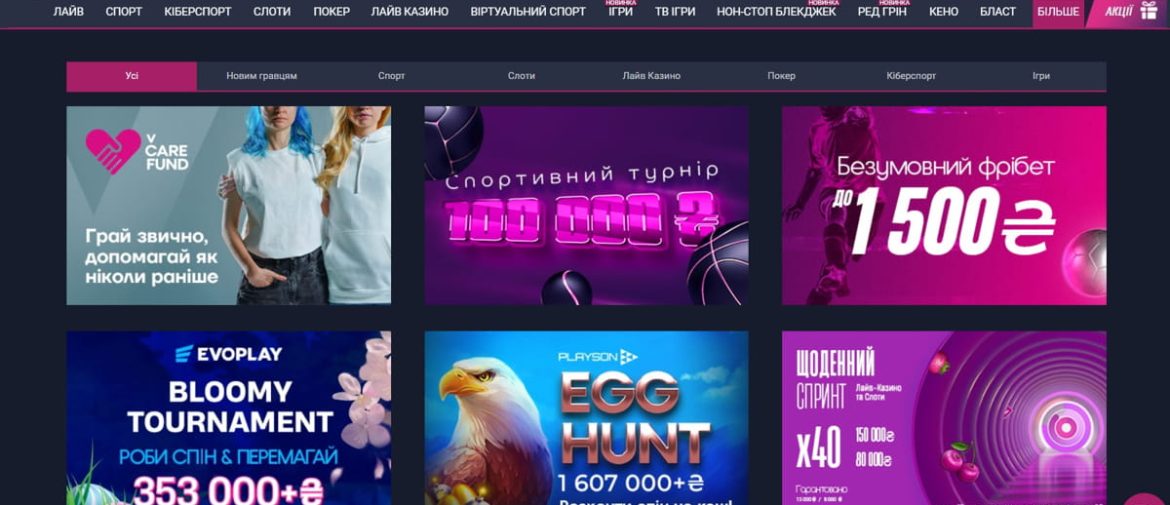 ЛАЙВ СПОРТ КІБЕРСПОРТ СЛОТИ ПОКЕР ЛАЙВ КАЗИНО ВІРТУАЛЬНИЙ СПОРТ ІГРИ НОВИНКА ТВ ІГРИ НОН-СТОП БЛЕКДЖЕК НОВИНКА РЕД ГРІН НОВИНКА КЕНО БЛАСТ БІЛЬШЕ АКЦІЇ
Усі Новим гравцям Спорт Слоти Лайв Казино Покер Кіберспорт Ігри
V
CARE
FUND
Грай звично,
допомагай як
ніколи раніше
Спортивний турнір
100 000 ₴
Безумовний фрібет
до 1 500 ₴
EVOPLAY
BLOOMY
TOURNAMENT
РОБИ СПІН & ПЕРЕМАГАЙ
353 000+₴
PLAYSON
EGG
HUNT
1 607 000+₴
ЩОДЕННИЙ
СПРИНТ
Лайв-Казино
та Слоти
x40
150 000₴
80 000₴
Гарантовано